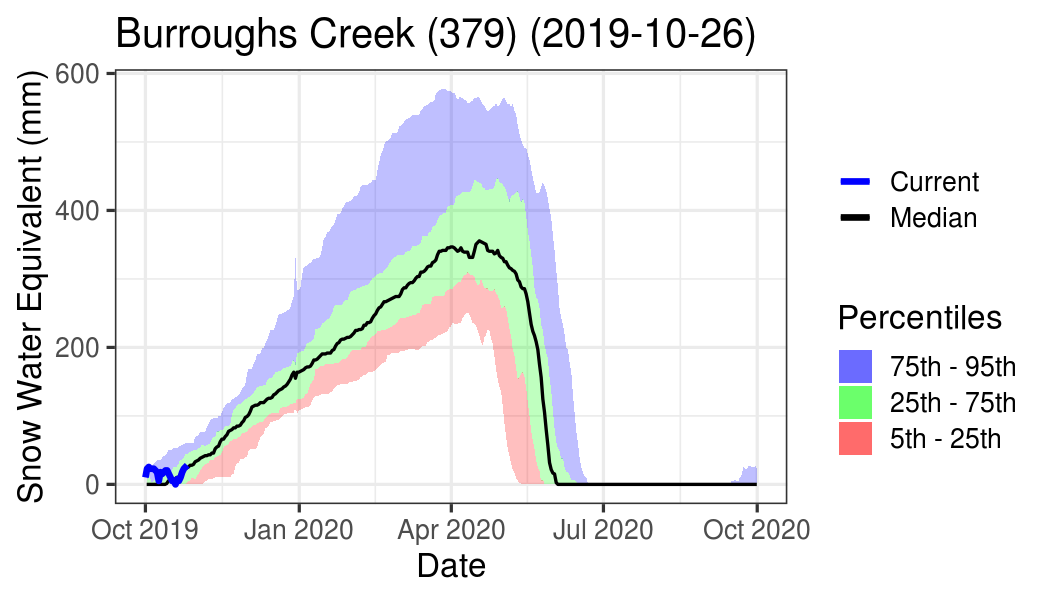 Burroughs Creek (379) (2019-10-26)
Snow Water Equivalent (mm)
600
400
200
0
Oct 2019 Jan 2020 Apr 2020 Jul 2020 Oct 2020
Date
Current
Median
Percentiles
75th - 95th
25th - 75th
5th - 25th